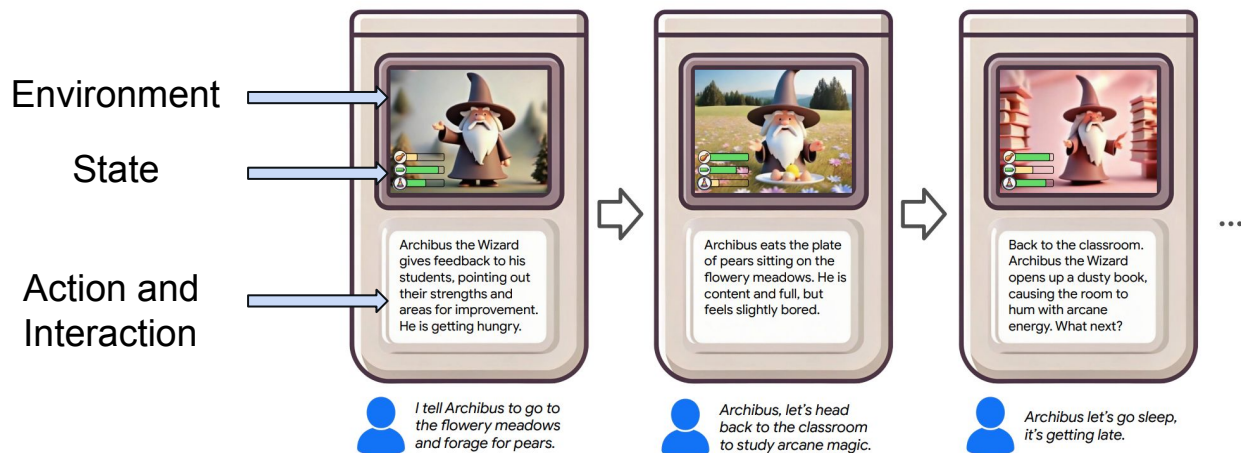 Environment
State
Action and
Interaction
Archibus the Wizard
gives feedback to his
students, pointing out
their strengths and
areas for improvement.
He is getting hungry.
I tell Archibus to go to
the flowery meadows
and forage for pears.
Archibus eats the plate
of pears sitting on the
flowery meadows. He is
content and full, but
feels slightly bored.
Archibus, let's head
back to the classroom
to study arcane magic.
Back to the classroom.
Archibus the Wizard
opens up a dusty book,
causing the room to
hum with arcane
energy. What next?
Archibus let's go sleep,
it's getting late.
...